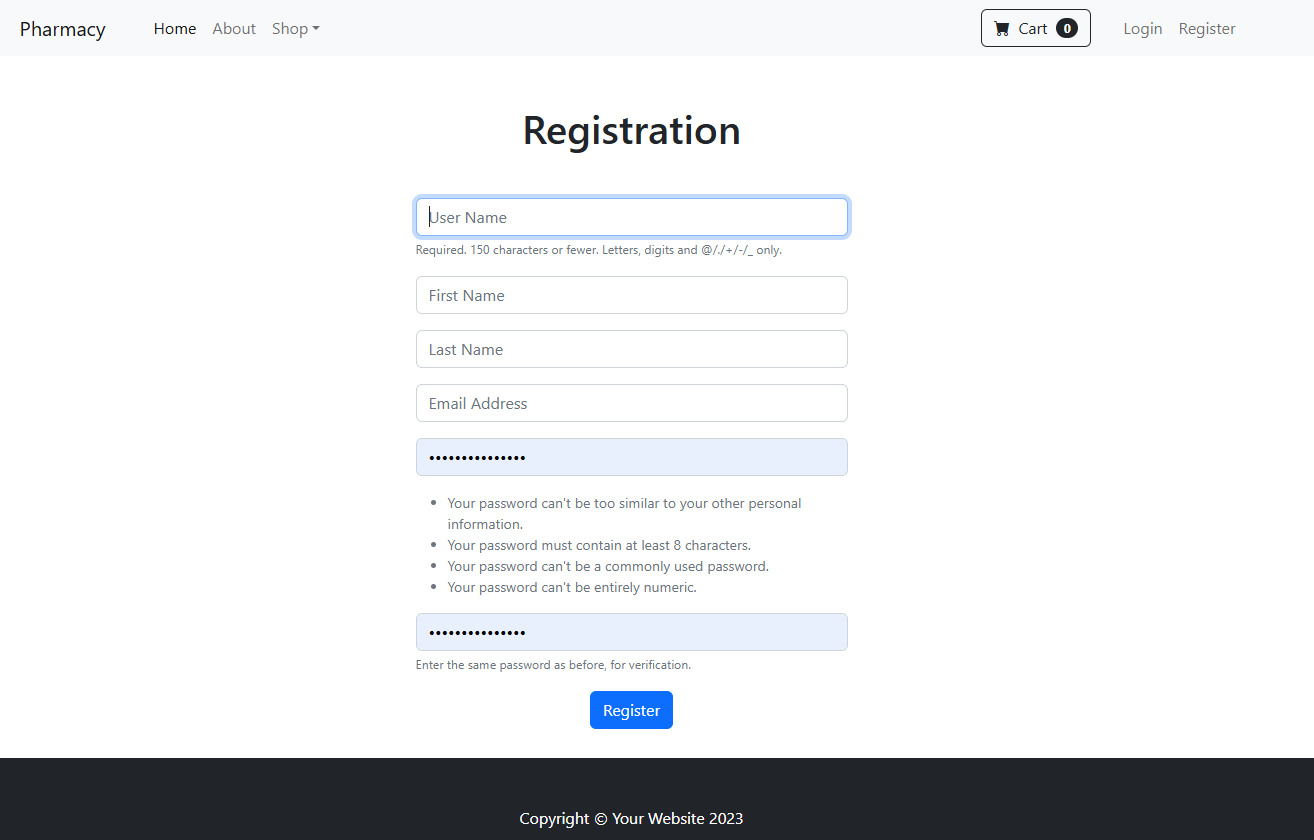 Pharmacy Home About Shop Cart 0 Login Register
Registration
User Name
Required. 150 characters or fewer. Letters, digits and @/./+/-/_ only.
First Name
Last Name
Email Address
•••••••••••••••
• Your password can't be too similar to your other personal
information.
• Your password must contain at least 8 characters.
• Your password can't be a commonly used password.
• Your password can't be entirely numeric.
•••••••••••••••
Enter the same password as before, for verification.
Register
Copyright © Your Website 2023